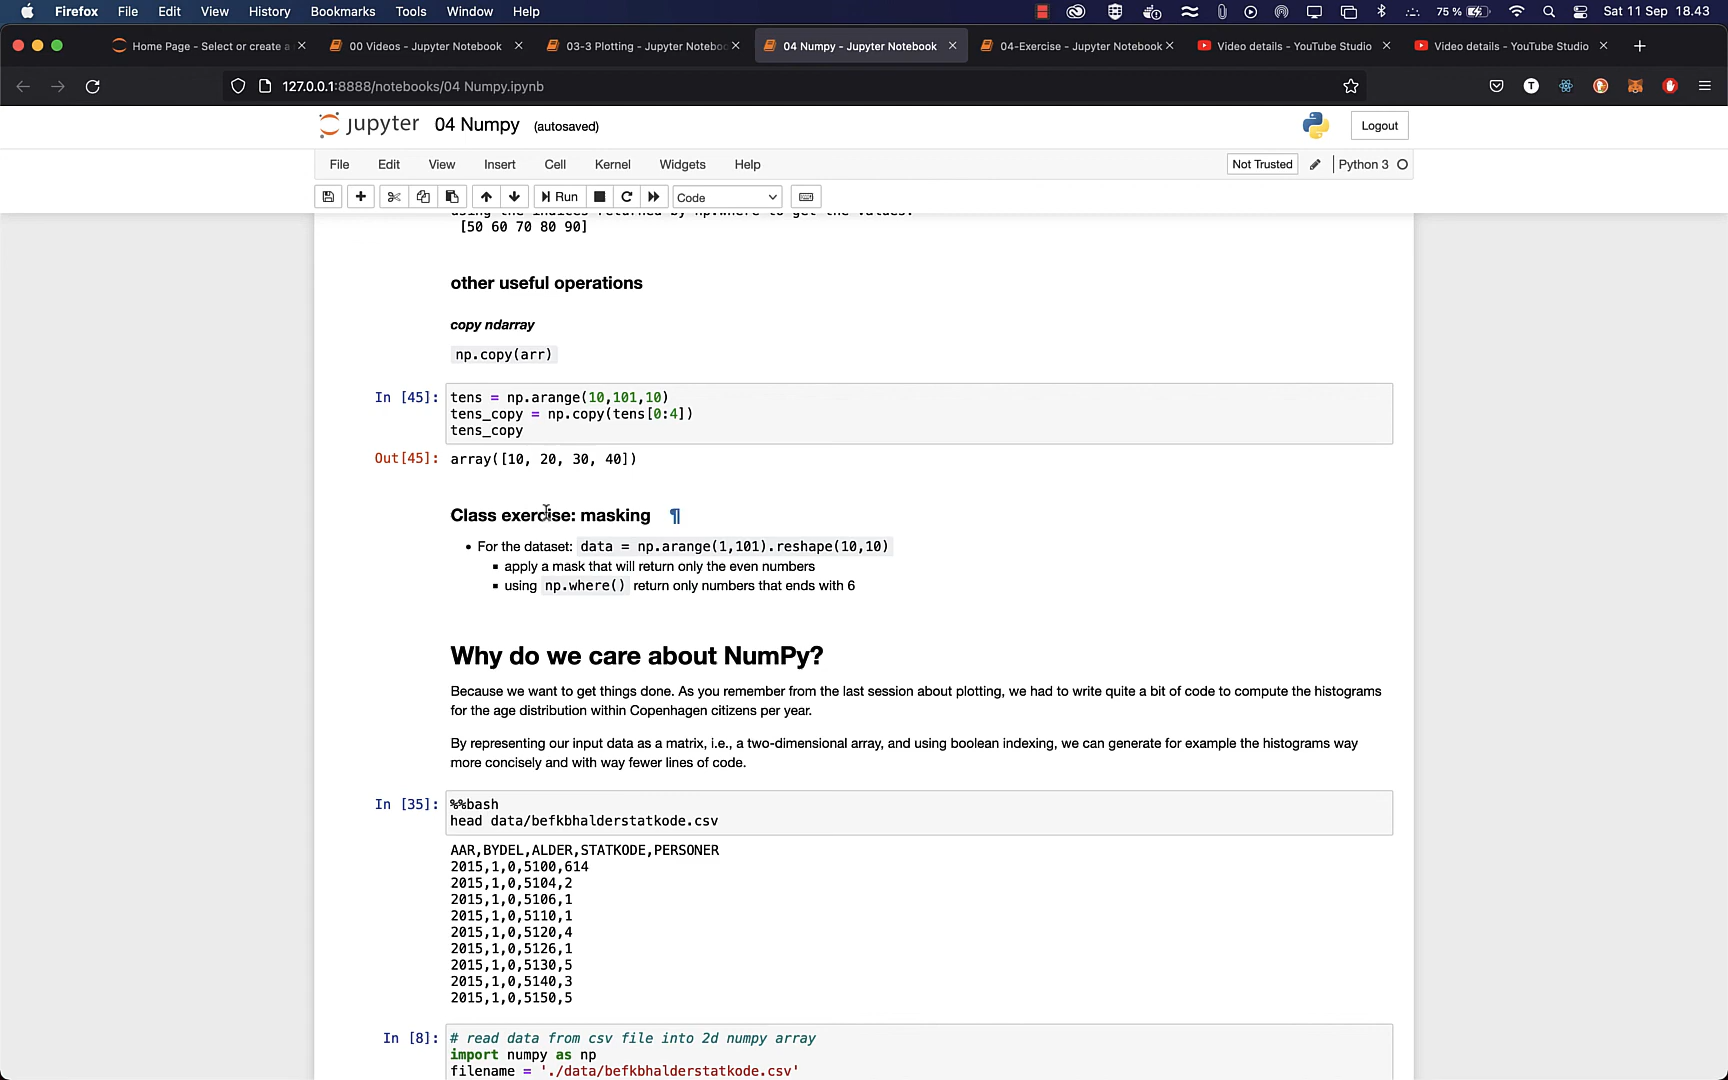 Firefox File Edit View History Bookmarks Tools Window Help 75 % Sat 11 Sep 18.43
Home Page - Select or create a
00 Videos - Jupyter Notebook
03-3 Plotting - Jupyter Notebo
04 Numpy - Jupyter Notebook
04-Exercise - Jupyter Notebook
Video details - YouTube Studio
Video details - YouTube Studio
127.0.0.1:8888/notebooks/04 Numpy.ipynb
jupyter 04 Numpy (autosaved)
Logout
File Edit View Insert Cell Kernel Widgets Help
Not Trusted Python 3
Run Code
using the indices returned by np.where to get the values.
[50 60 70 80 90]
other useful operations
copy ndarray
np.copy(arr)
In [45]: tens = np.arange(10,101,10)
tens_copy = np.copy(tens[0:4])
tens_copy
Out[45]: array([10, 20, 30, 40])
Class exercise: masking ¶
• For the dataset: data = np.arange(1,101).reshape(10,10)
▪ apply a mask that will return only the even numbers
▪ using np.where() return only numbers that ends with 6
Why do we care about NumPy?
Because we want to get things done. As you remember from the last session about plotting, we had to write quite a bit of code to compute the histograms
for the age distribution within Copenhagen citizens per year.
By representing our input data as a matrix, i.e., a two-dimensional array, and using boolean indexing, we can generate for example the histograms way
more concisely and with way fewer lines of code.
In [35]: %%bash
head data/befkbhalderstatkode.csv
AAR,BYDEL,ALDER,STATKODE,PERSONER
2015,1,0,5100,614
2015,1,0,5104,2
2015,1,0,5106,1
2015,1,0,5110,1
2015,1,0,5120,4
2015,1,0,5126,1
2015,1,0,5130,5
2015,1,0,5140,3
2015,1,0,5150,5
In [8]: # read data from csv file into 2d numpy array
import numpy as np
filename = './data/befkbhalderstatkode.csv'